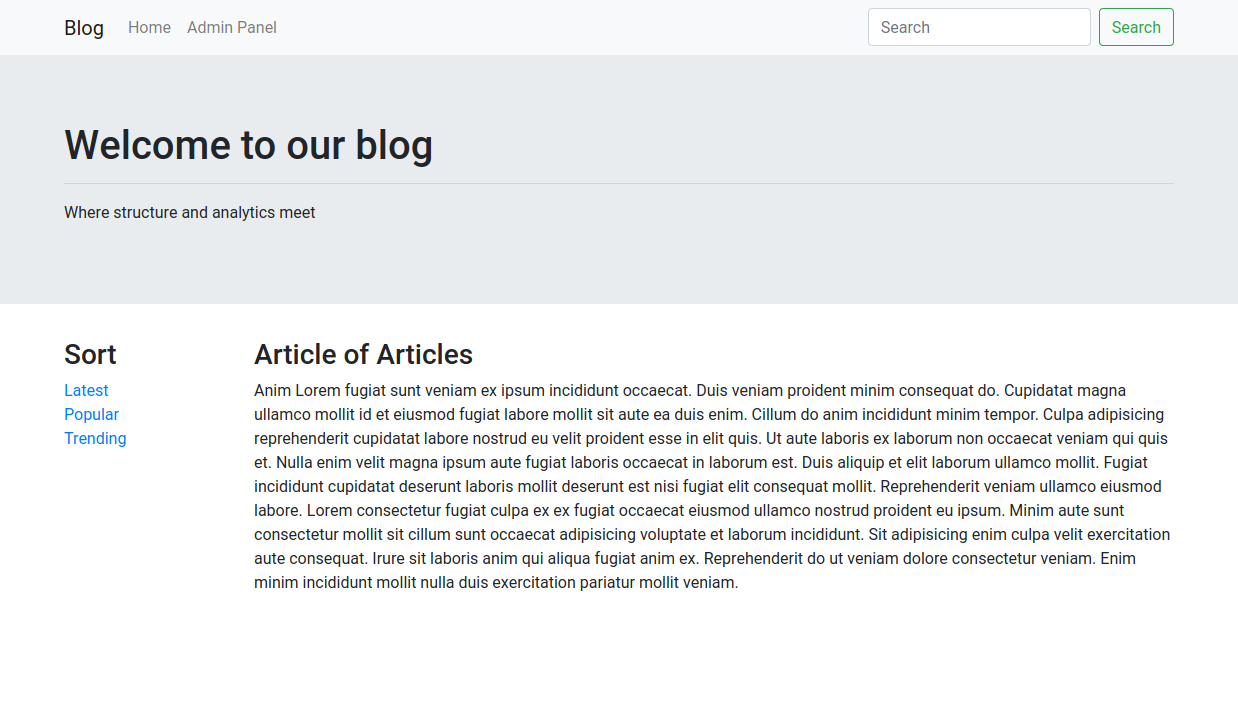 Blog Home Admin Panel Search Search
Welcome to our blog
Where structure and analytics meet
Sort
Latest
Popular
Trending
Article of Articles
Anim Lorem fugiat sunt veniam ex ipsum incididunt occaecat. Duis veniam proident minim consequat do. Cupidatat magna
ullamco mollit id et eiusmod fugiat labore mollit sit aute ea duis enim. Cillum do anim incididunt minim tempor. Culpa adipisicing
reprehenderit cupidatat labore nostrud eu velit proident esse in elit quis. Ut aute laboris ex laborum non occaecat veniam qui quis
et. Nulla enim velit magna ipsum aute fugiat laboris occaecat in laborum est. Duis aliquip et elit laborum ullamco mollit. Fugiat
incididunt cupidatat deserunt laboris mollit deserunt est nisi fugiat elit consequat mollit. Reprehenderit veniam ullamco eiusmod
labore. Lorem consectetur fugiat culpa ex ex fugiat occaecat eiusmod ullamco nostrud proident eu ipsum. Minim aute sunt
consectetur mollit sit cillum sunt occaecat adipisicing voluptate et laborum incididunt. Sit adipisicing enim culpa velit exercitation
aute consequat. Irure sit laboris anim qui aliqua fugiat anim ex. Reprehenderit do ut veniam dolore consectetur veniam. Enim
minim incididunt mollit nulla duis exercitation pariatur mollit veniam.